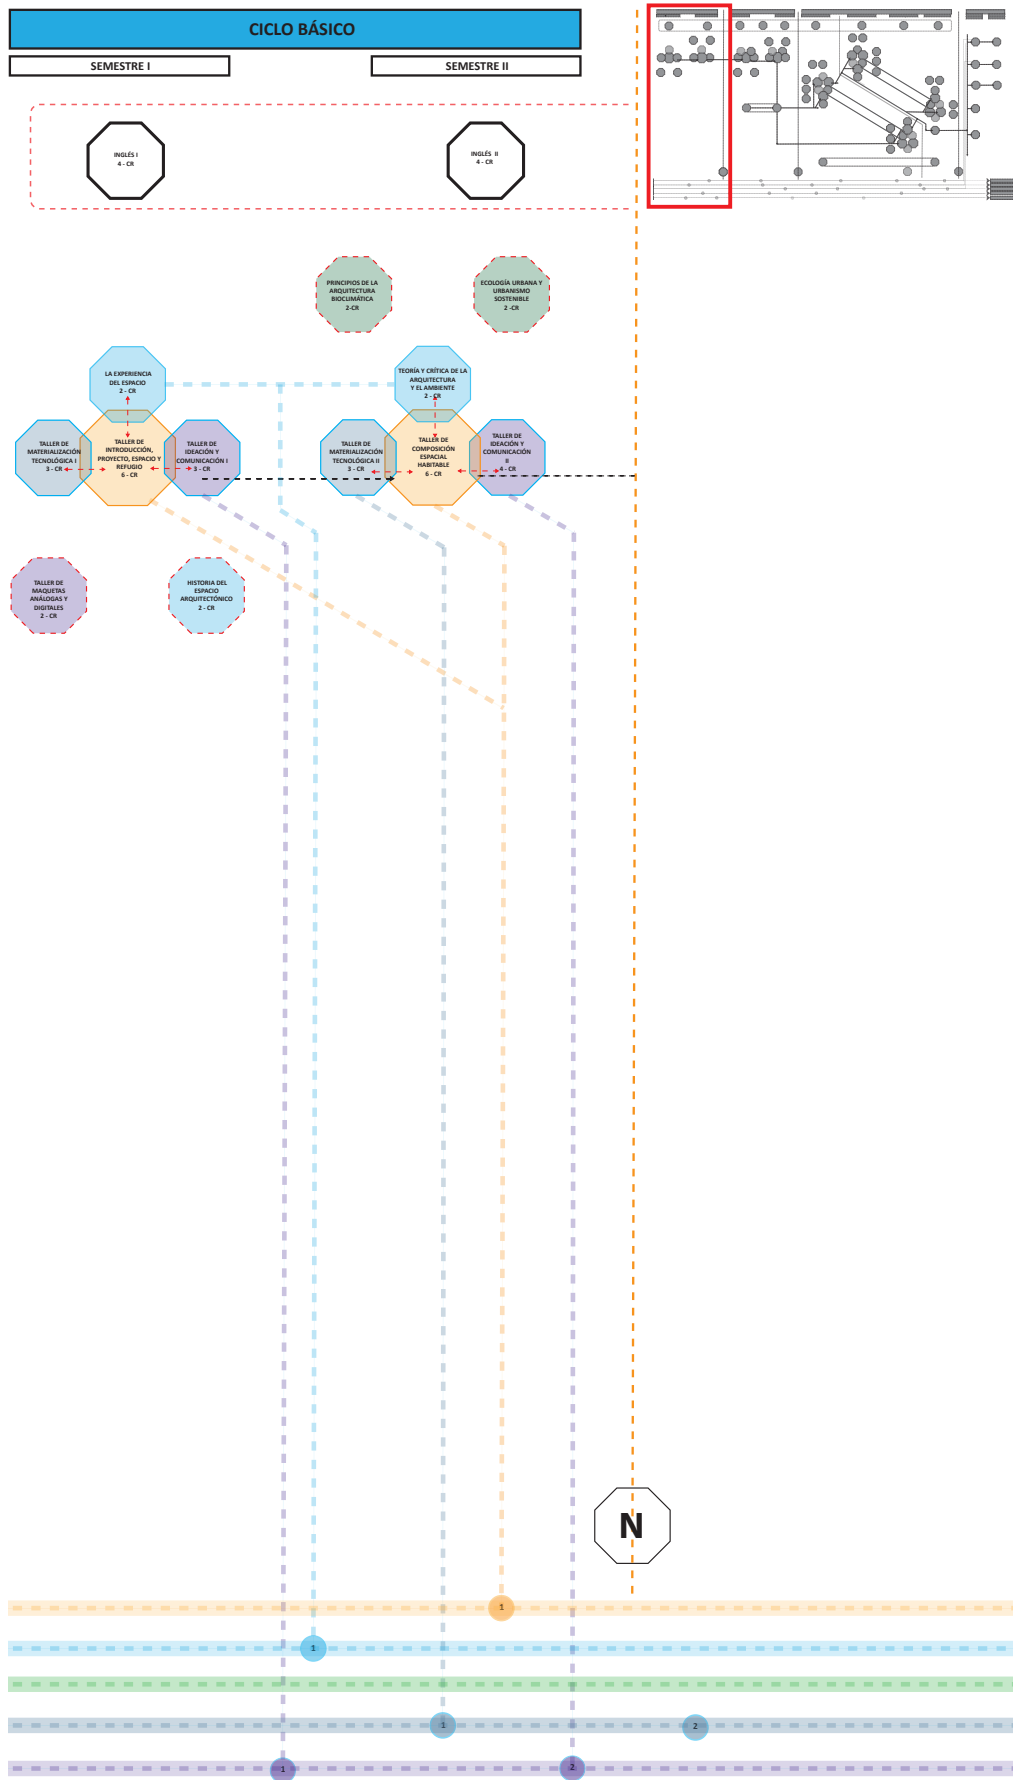 CICLO BÁSICO
SEMESTRE I
SEMESTRE II
INGLÉS I
4 - CR
INGLÉS II
4 - CR
PRINCIPIOS DE LA
ARQUITECTURA
BIOCLIMÁTICA
2-CR
ECOLOGÍA URBANA Y
URBANISMO
SOSTENIBLE
2 -CR
LA EXPERIENCIA
DEL ESPACIO
2 - CR
TEORÍA Y CRÍTICA DE LA
ARQUITECTURA
Y EL AMBIENTE
2 - CR
TALLER DE
MATERIALIZACIÓN
TECNOLÓGICA I
3 - CR
TALLER DE
INTRODUCCIÓN,
PROYECTO, ESPACIO Y
REFUGIO
6 - CR
TALLER DE
IDEACIÓN Y
COMUNICACIÓN I
3 - CR
TALLER DE
MATERIALIZACIÓN
TECNOLÓGICA II
3 - CR
TALLER DE
COMPOSICIÓN
ESPACIAL
HABITABLE
6 - CR
TALLER DE
IDEACIÓN Y
COMUNICACIÓN
II
4 - CR
TALLER DE
MAQUETAS
ANÁLOGAS Y
DIGITALES
2 - CR
HISTORIA DEL
ESPACIO
ARQUITECTÓNICO
2 - CR
N
1
1
1
2
1
2